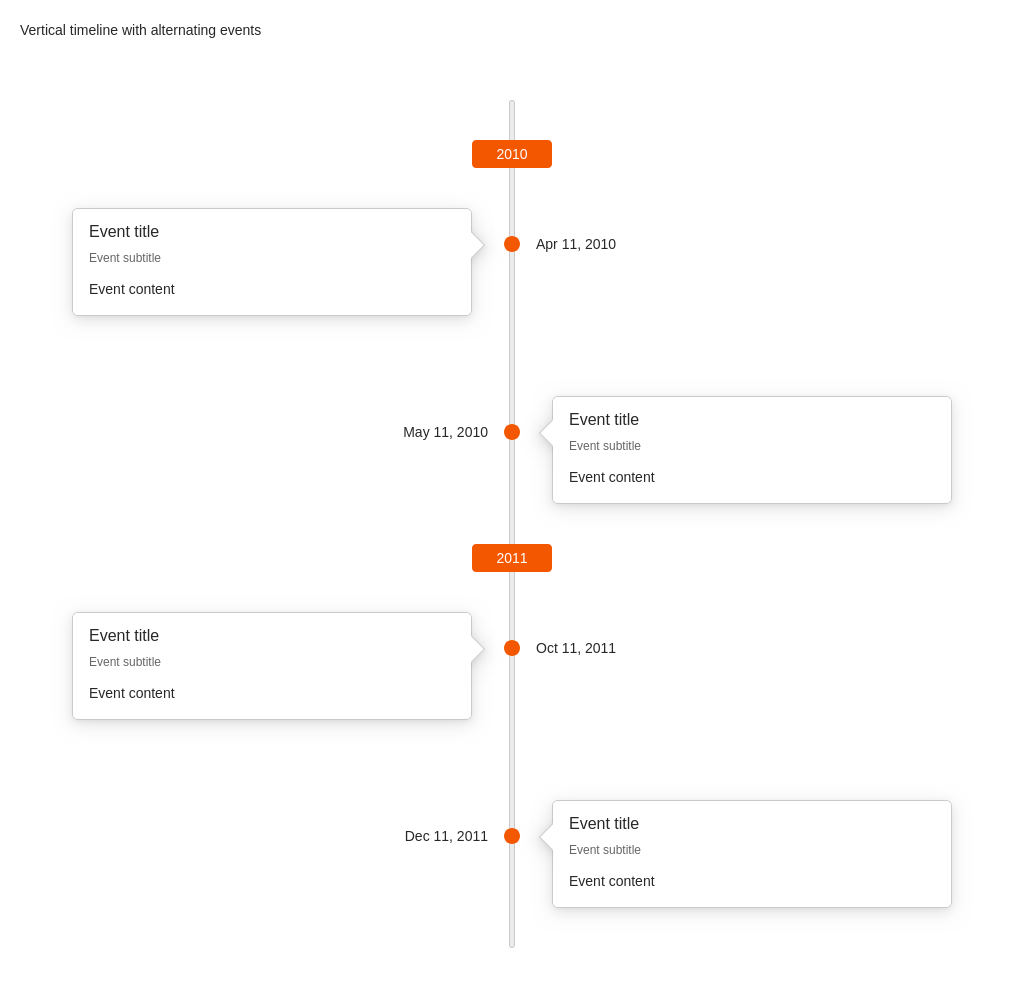 Vertical timeline with alternating events
2010
Event title
Event subtitle
Event content
Apr 11, 2010
May 11, 2010
Event title
Event subtitle
Event content
2011
Event title
Event subtitle
Event content
Oct 11, 2011
Dec 11, 2011
Event title
Event subtitle
Event content